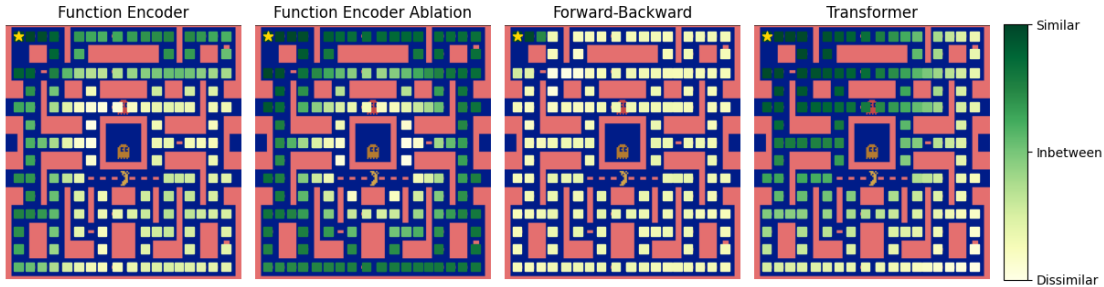 Function Encoder
Function Encoder Ablation
Forward-Backward
Transformer
Similar
Inbetween
Dissimilar